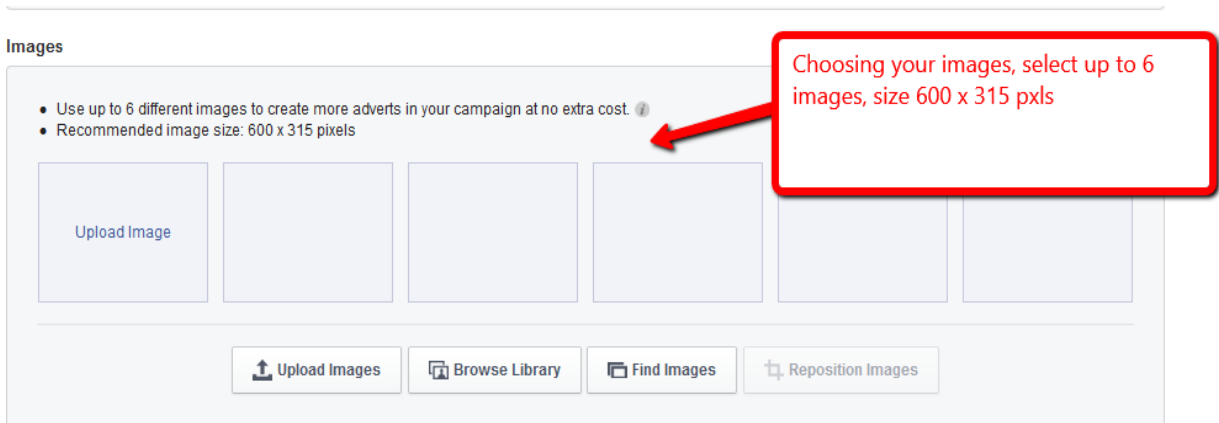 Images
Choosing your images, select up to 6
images, size 600 x 315 pxls
Use up to 6 different images to create more adverts in your campaign at no extra cost.
Recommended image size: 600 x 315 pixels
Upload Image
Upload Images
Browse Library
Find Images
Reposition Images